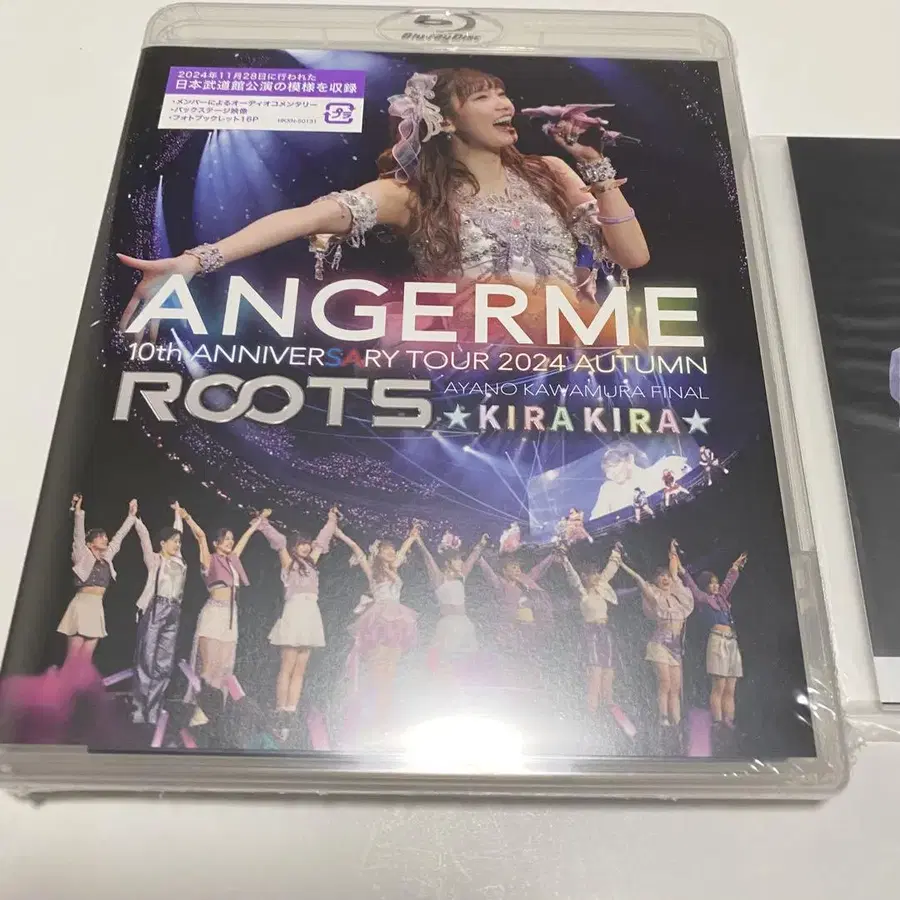 Blu-ray Disc
2024年11月28日に行われた
日本武道館公演の模様を収録
・メンバーによるオーディオコメンタリー
・バックステージ映像
・フォトブックレット16P
HKXN-50131
ANGERME
10th ANNIVERSARY TOUR 2024 AUTUMN
ROOTS
AYANO KAWAMURA FINAL
★KIRAKIRA★